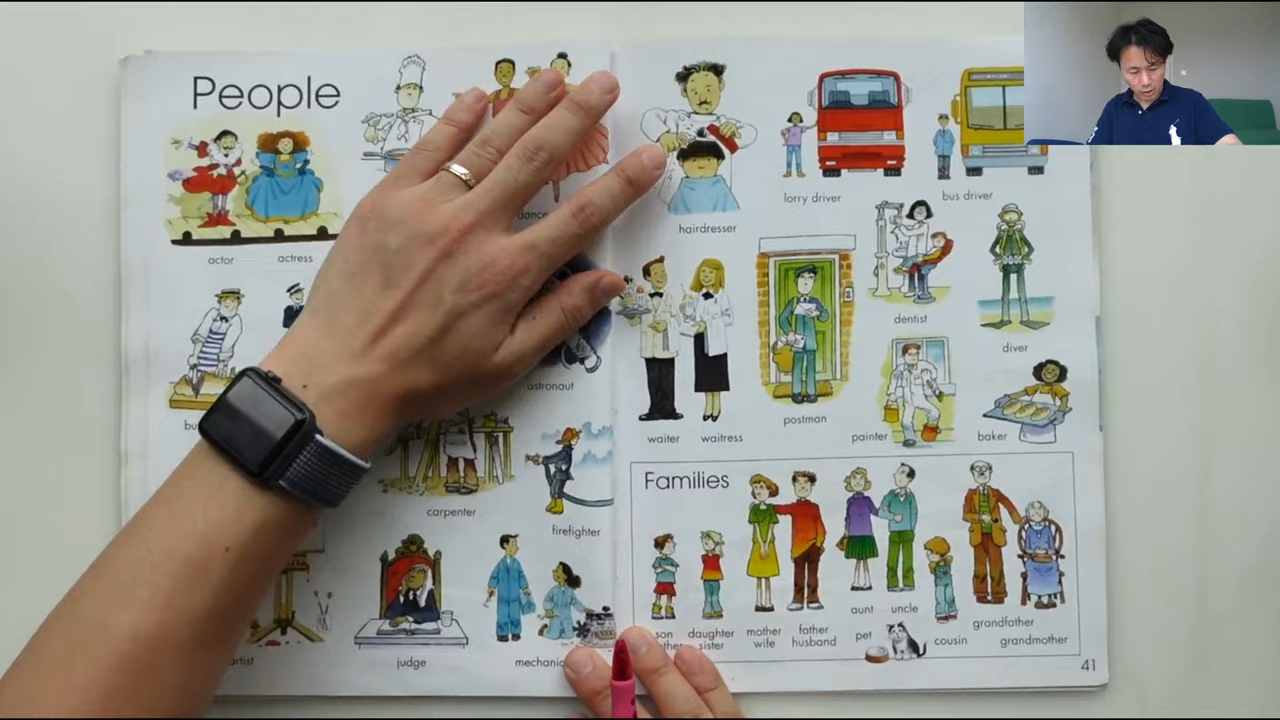 People
actor actress
hairdresser
lorry driver
bus driver
dentist
diver
astronaut
waiter waitress
postman
painter
baker
carpenter
firefighter
judge
Families
son
daughter
sister
mother
wife
father
husband
aunt uncle
pet
cousin
grandfather
grandmother
41